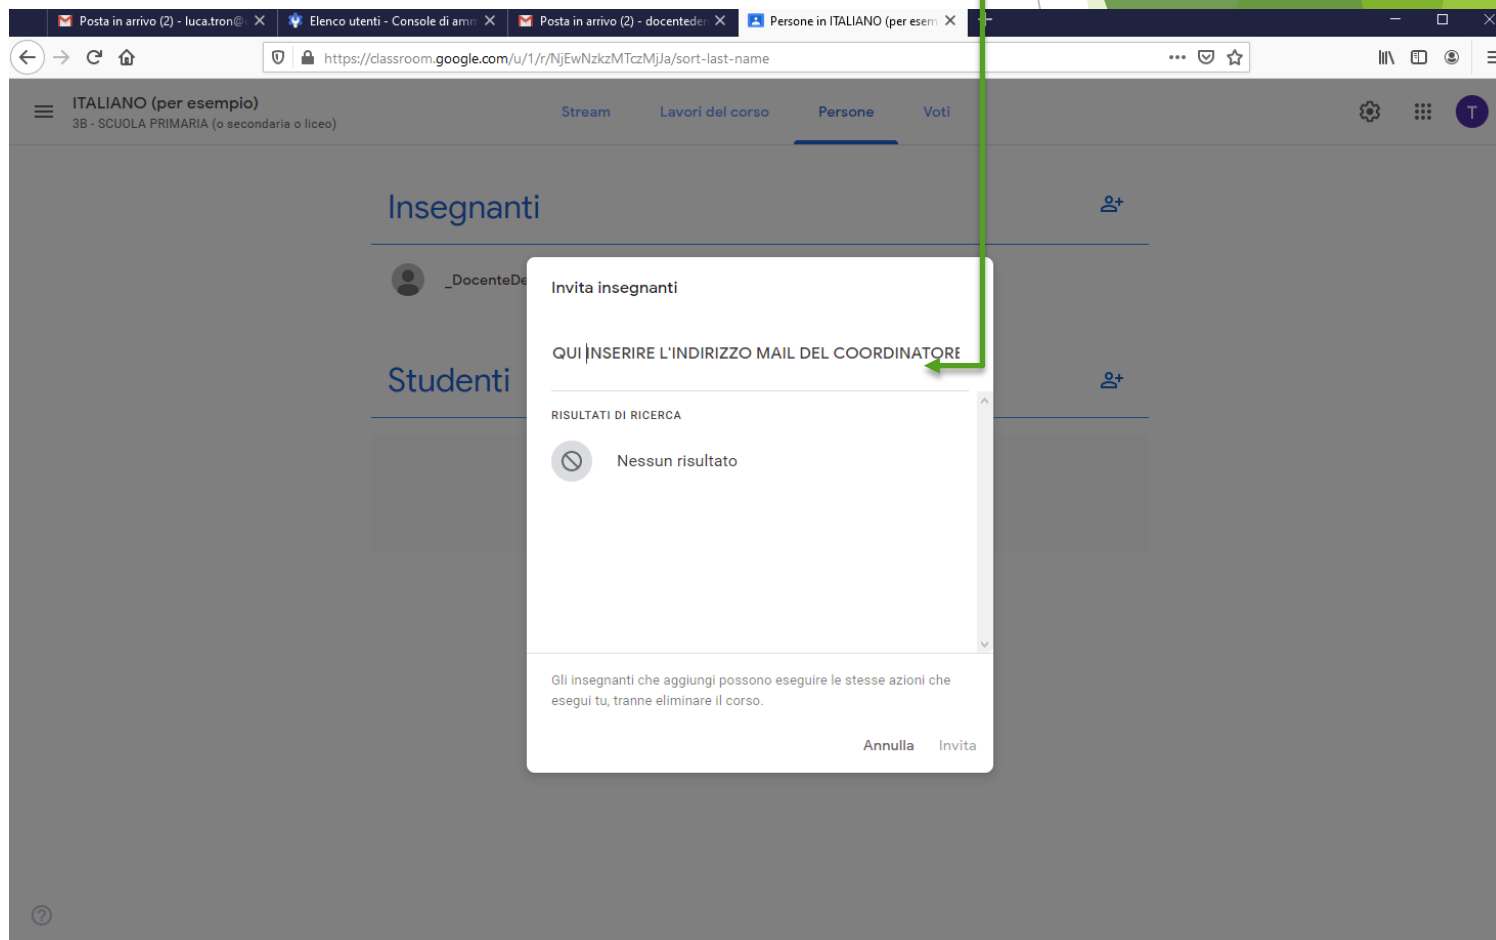 Posta in arrivo (2) - luca.tron@
Elenco utenti - Console di amm
Posta in arrivo (2) - docenteder
Persone in ITALIANO (per esem
https://classroom.google.com/u/1/r/NjEwNzkzMTczMjJa/sort-last-name
ITALIANO (per esempio)
3B - SCUOLA PRIMARIA (o secondaria o liceo)
Stream
Lavori del corso
Persone
Voti
T
Insegnanti
_DocenteDe
Invita insegnanti
QUI INSERIRE L'INDIRIZZO MAIL DEL COORDINATORE
Studenti
RISULTATI DI RICERCA
Nessun risultato
Gli insegnanti che aggiungi possono eseguire le stesse azioni che
esegui tu, tranne eliminare il corso.
Annulla
Invita